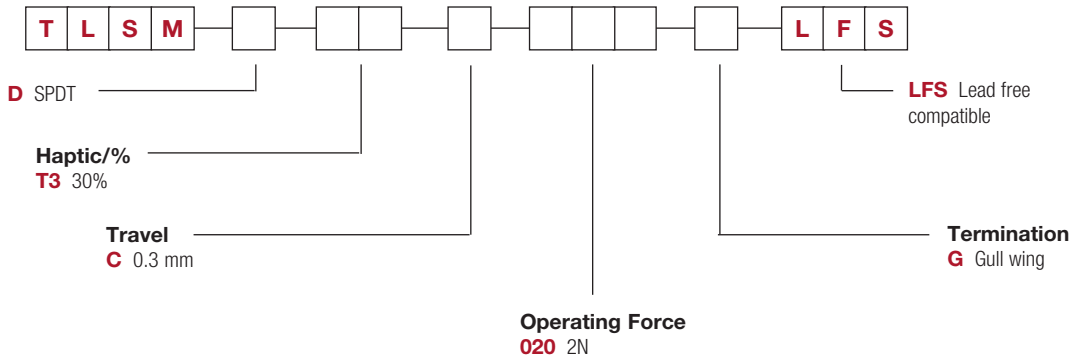 T L S M L F S
D SPDT
LFS Lead free
compatible
Haptic/%
T3 30%
Travel
C 0.3 mm
Termination
G Gull wing
Operating Force
020 2N